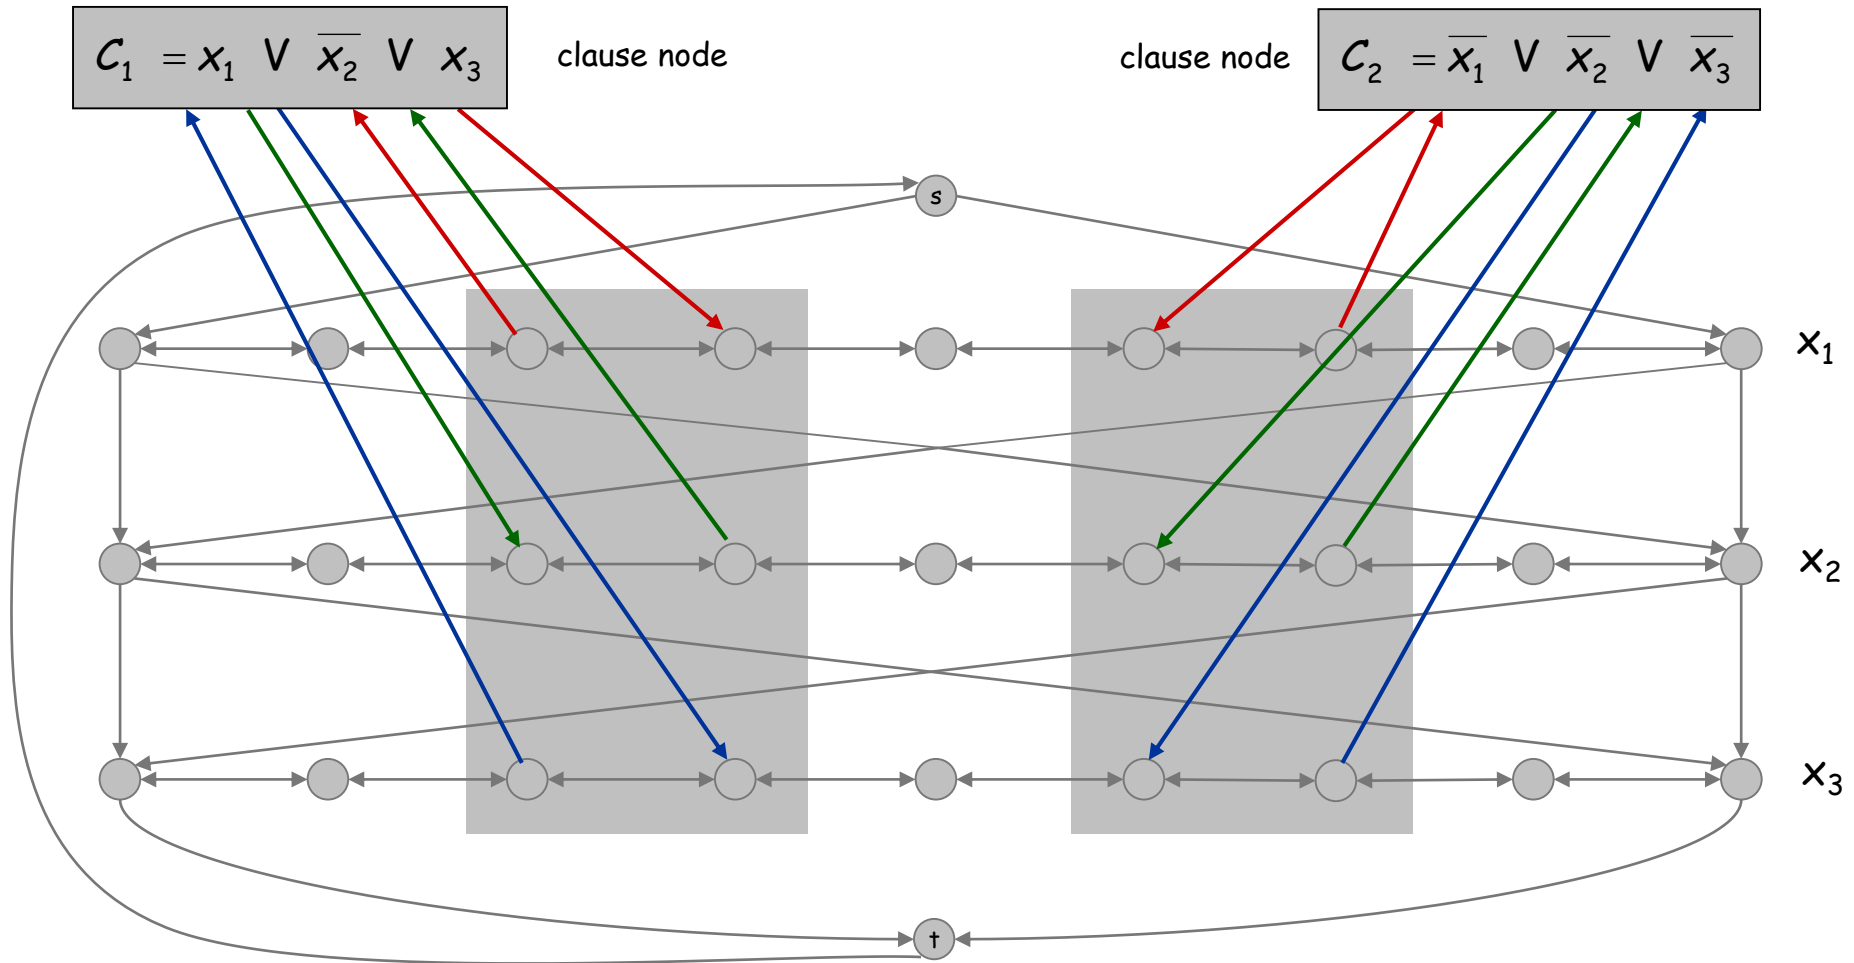 C₁ = x₁ V x̅₂ V x₃
clause node
clause node
C₂ = x̅₁ V x̅₂ V x̅₃
s
x₁
x₂
x₃
t